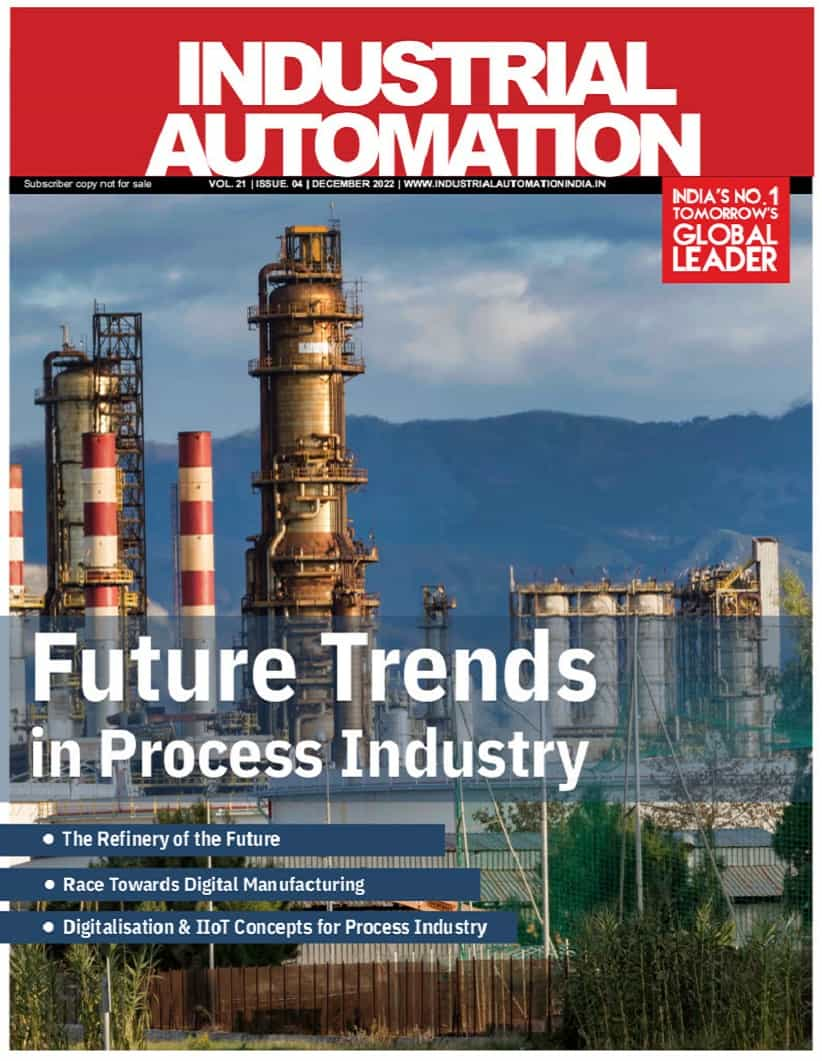 INDUSTRIAL
AUTOMATION
Subscriber copy not for sale
VOL. 21 | ISSUE. 04 | DECEMBER 2022 | WWW.INDUSTRIALAUTOMATIONINDIA.IN
INDIA'S NO.1
TOMORROW'S
GLOBAL
LEADER
Future Trends
in Process Industry
• The Refinery of the Future
• Race Towards Digital Manufacturing
• Digitalisation & IIoT Concepts for Process Industry